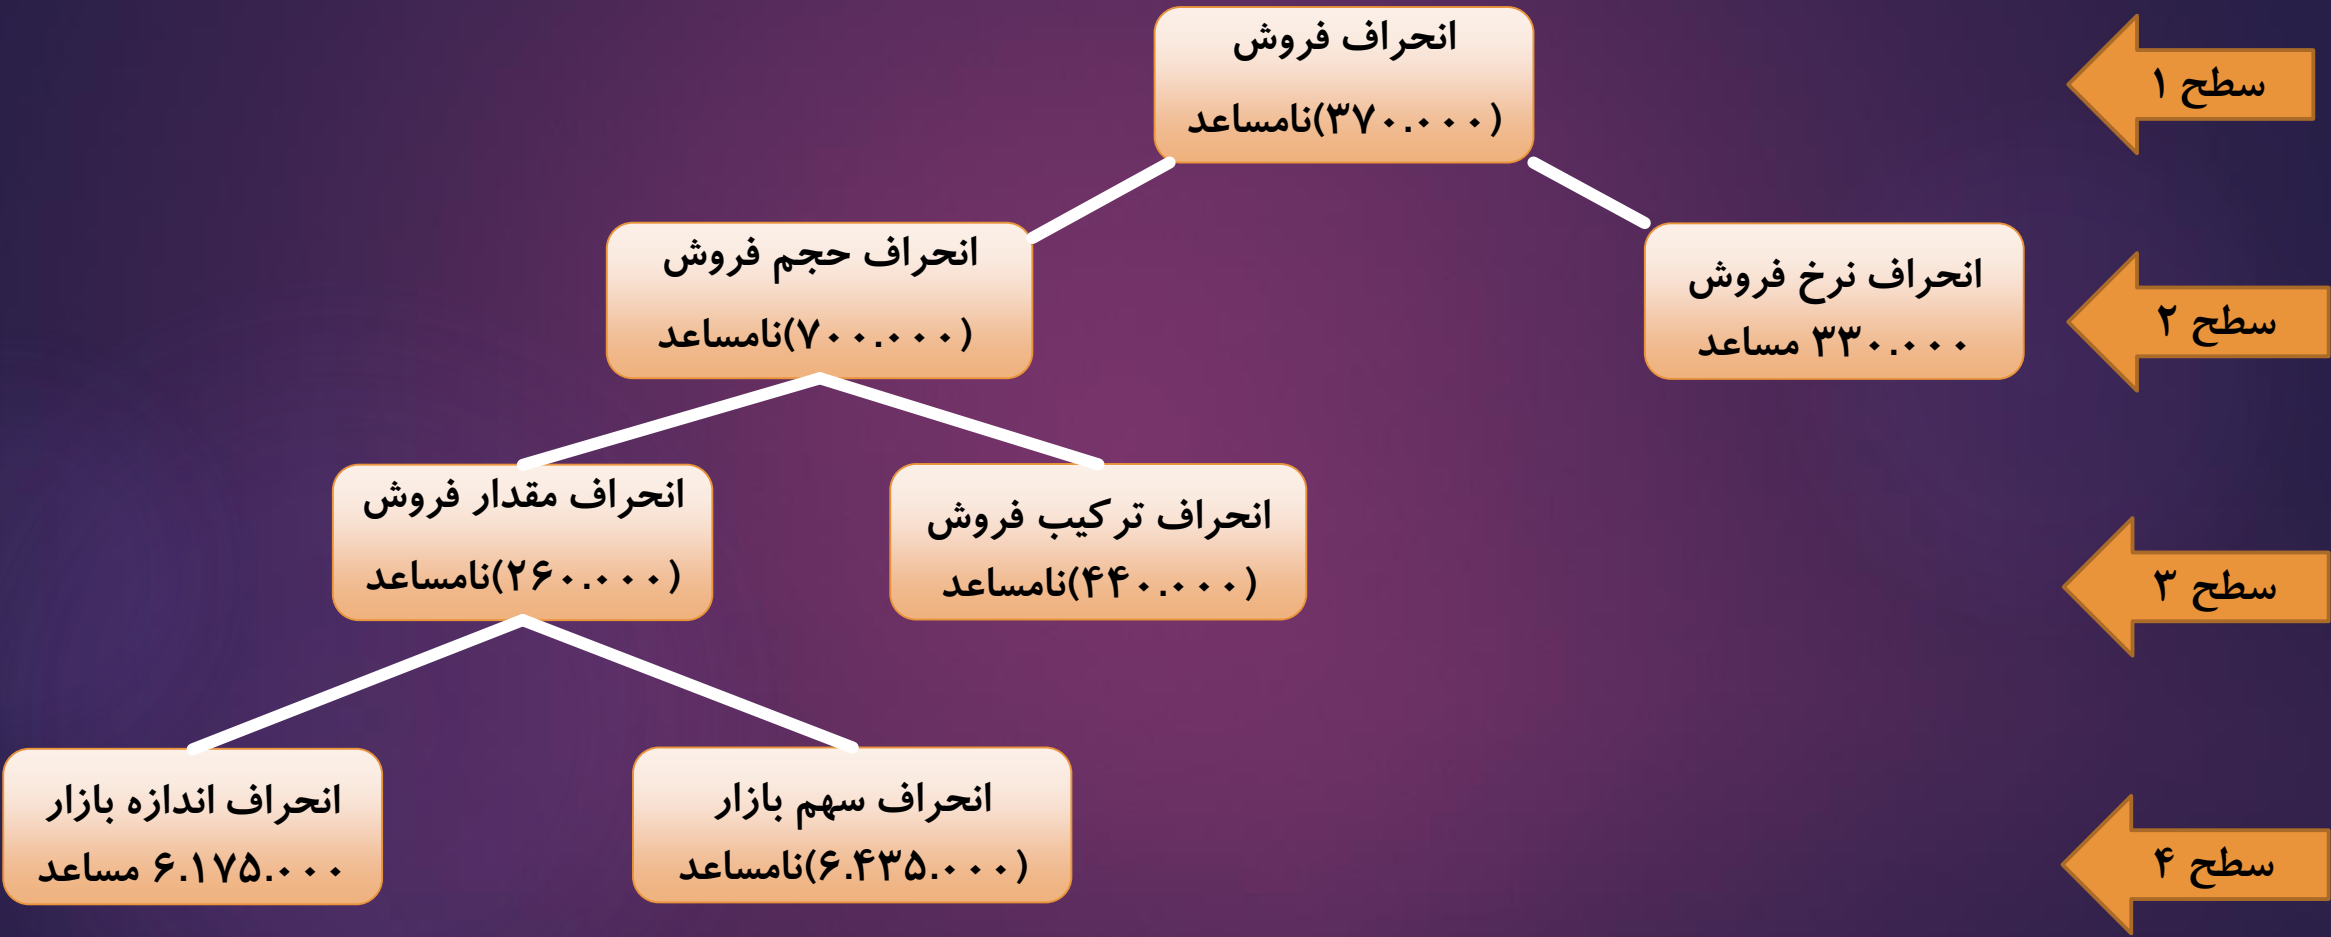 انحراف فروش
(۳۷۰.۰۰۰)نامساعد
سطح ۱
انحراف نرخ فروش
۳۳۰.۰۰۰ مساعد
انحراف حجم فروش
(۷۰۰.۰۰۰)نامساعد
سطح ۲
انحراف ترکیب فروش
(۴۴۰.۰۰۰)نامساعد
انحراف مقدار فروش
(۲۶۰.۰۰۰)نامساعد
سطح ۳
انحراف سهم بازار
(۶.۴۳۵.۰۰۰)نامساعد
انحراف اندازه بازار
۶.۱۷۵.۰۰۰ مساعد
سطح ۴